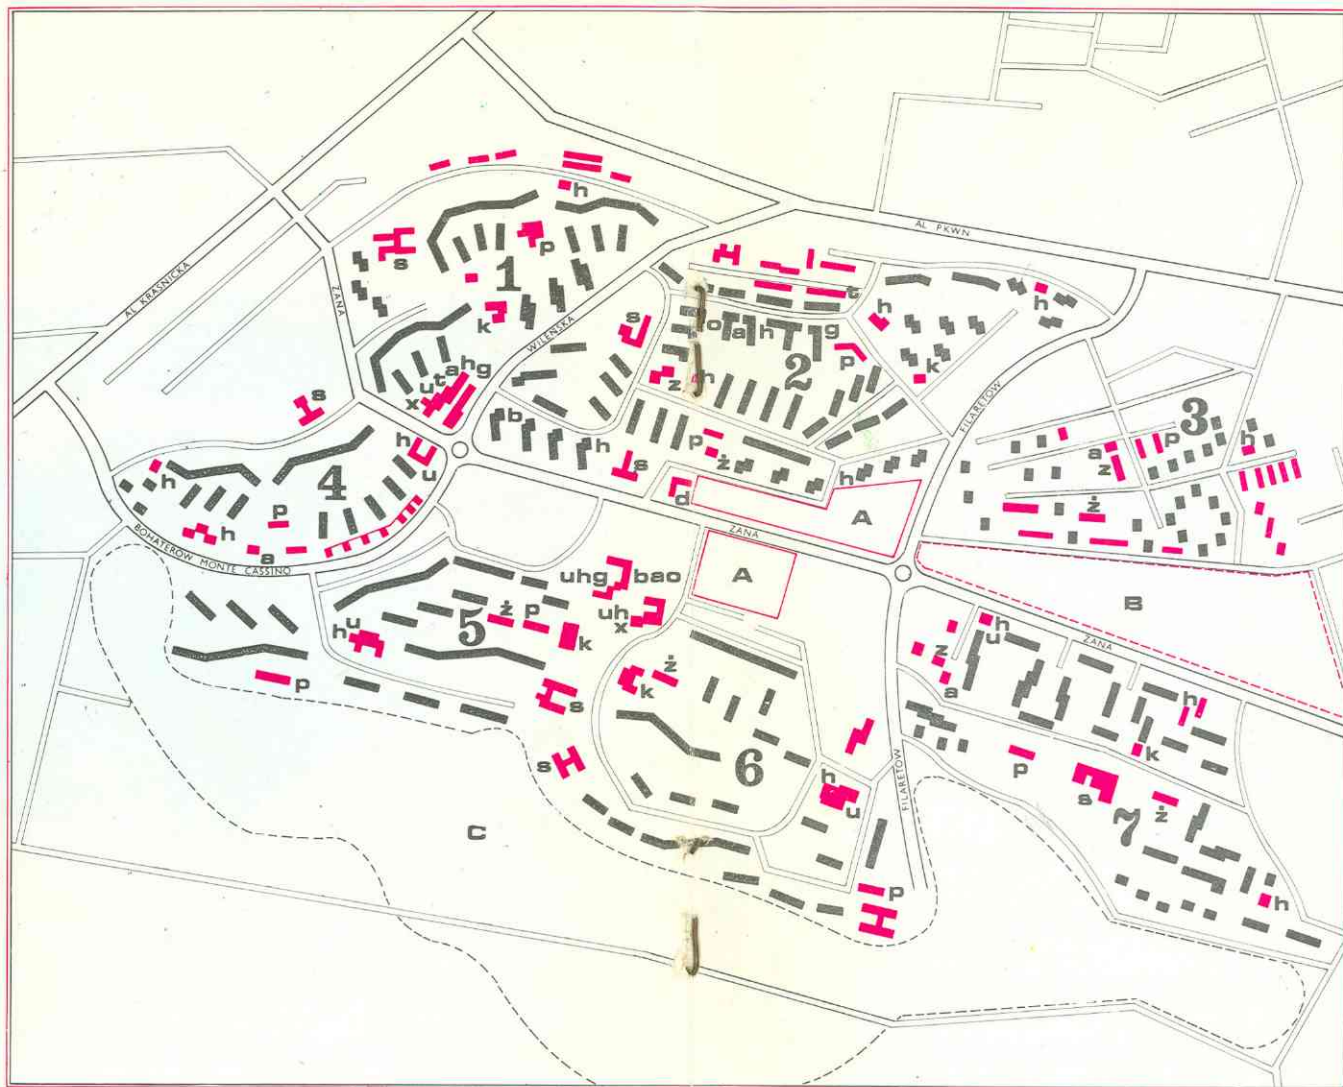 h
AL PKWN
s
1
p
AL KRAŚNICKA
ZANA
k
WILEŃSKA
s
t
h
h
o
a
h
g
p
2
k
z
h
u
t
a
h
g
x
s
b
h
p
ż
s
h
d
A
FILARETÓW
3
a
z
p
h
ż
h
u
4
h
p
h
a
BOHATERÓW MONTE CASSINO
ZANA
A
B
uhg
bao
uh
x
5
ż
p
k
h
u
p
s
k
ż
s
6
h
u
FILARETÓW
p
C
ZANA
h
u
z
a
h
k
p
s
ż
7
h